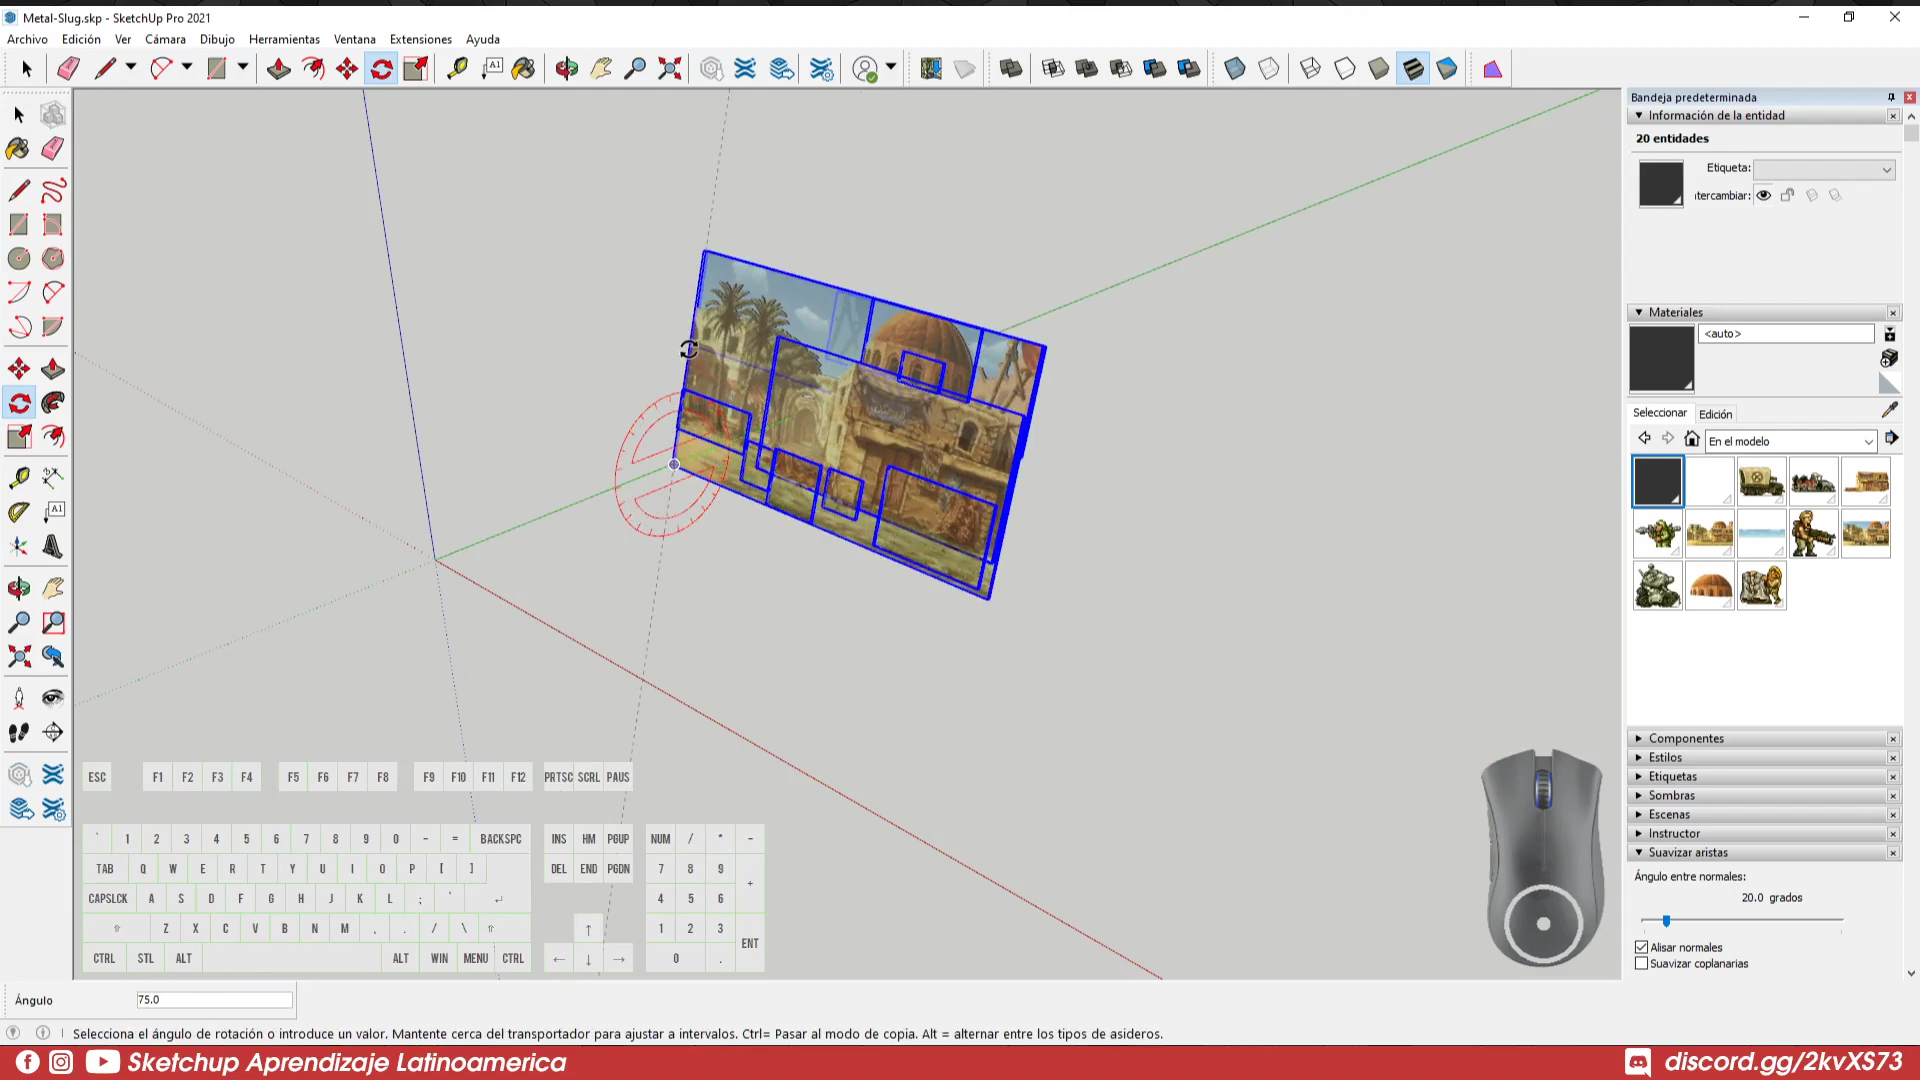 Metal-Slug.skp - SketchUp Pro 2021
Archivo Edición Ver Cámara Dibujo Herramientas Ventana Extensiones Ayuda
A1
Bandeja predeterminada
Información de la entidad
20 entidades
Etiqueta:
ıtercambiar:
Materiales
<auto>
Seleccionar Edición
En el modelo
A1
Componentes
Estilos
Etiquetas
Sombras
Escenas
Instructor
Suavizar aristas
Ángulo entre normales:
20.0 grados
Alisar normales
Suavizar coplanarias
ESC F1 F2 F3 F4 F5 F6 F7 F8 F9 F10 F11 F12 PRTSC SCRL PAUS
` 1 2 3 4 5 6 7 8 9 0 - = BACKSPC INS HM PGUP NUM / * -
TAB Q W E R T Y U I O P [ ] DEL END PGDN 7 8 9 +
CAPSLCK A S D F G H J K L ; ' ↵ 4 5 6
⇧ Z X C V B N M , . / \ ⇧ ↑ 1 2 3 ENT
CTRL STL ALT ALT WIN MENU CTRL ← ↓ → 0 .
Ángulo 75.0
Selecciona el ángulo de rotación o introduce un valor. Mantente cerca del transportador para ajustar a intervalos. Ctrl= Pasar al modo de copia. Alt = alternar entre los tipos de asideros.
Sketchup Aprendizaje Latinoamerica discord.gg/2kvXS73